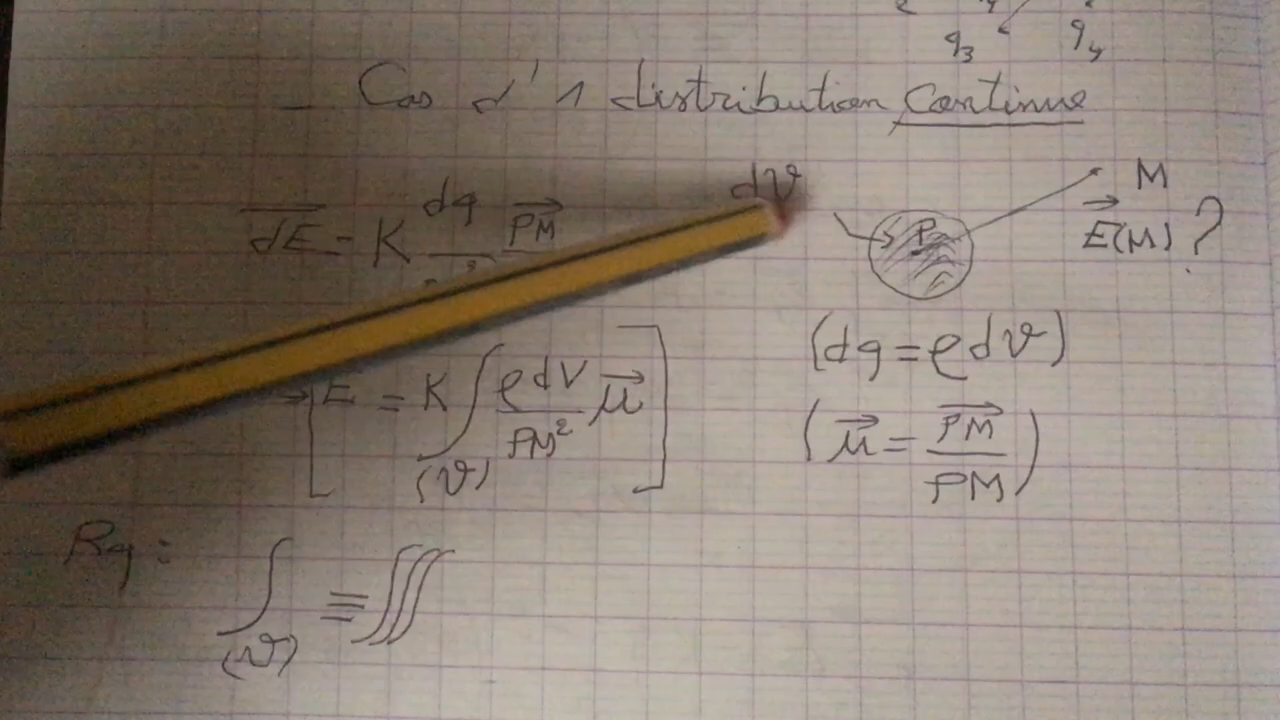 q₃ q₄
– Cas d'1 distribution continue
dE⃗ = K dq PM⃗
dV
P
M
E⃗(M) ?
(dq = ρdV)
→ [E = K ∫(V) ρdV/PM² u⃗]
(u⃗ = PM⃗/PM)
Rq :
∫(V) ≡ ∭